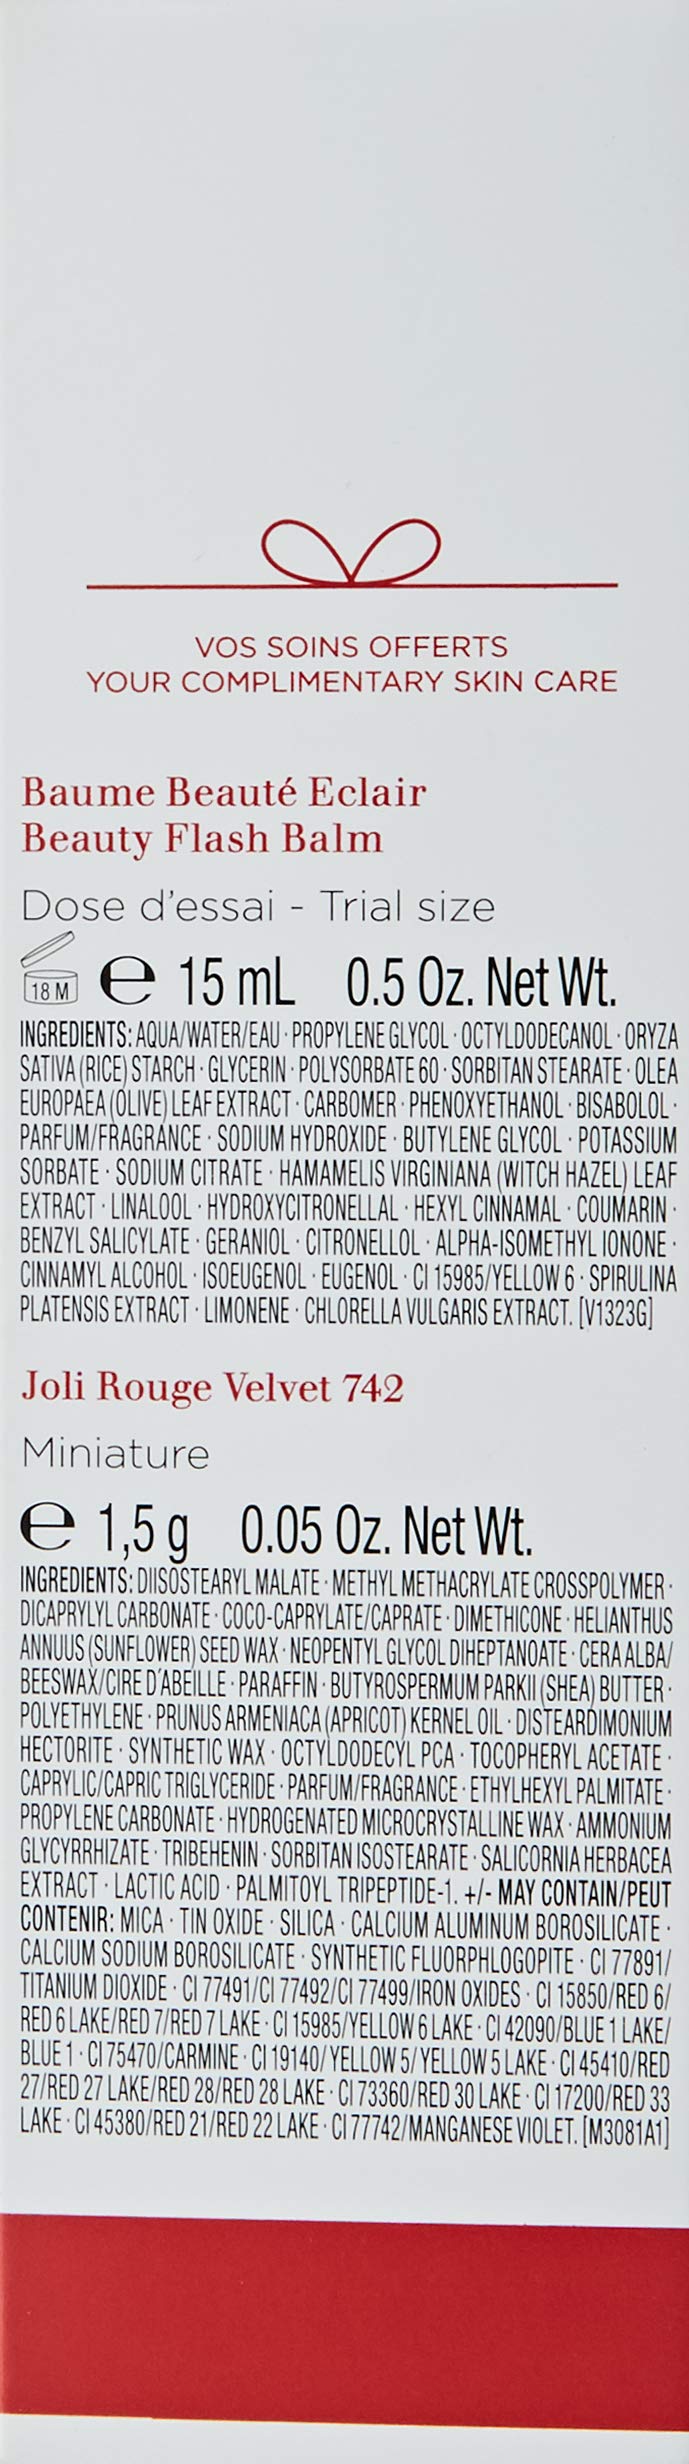 VOS SOINS OFFERTS
YOUR COMPLIMENTARY SKIN CARE
Baume Beauté Eclair
Beauty Flash Balm
Dose d'essai - Trial size
18 M ℮ 15 mL 0.5 Oz. Net Wt.
INGREDIENTS: AQUA/WATER/EAU · PROPYLENE GLYCOL · OCTYLDODECANOL · ORYZA
SATIVA (RICE) STARCH · GLYCERIN · POLYSORBATE 60 · SORBITAN STEARATE · OLEA
EUROPAEA (OLIVE) LEAF EXTRACT · CARBOMER · PHENOXYETHANOL · BISABOLOL ·
PARFUM/FRAGRANCE · SODIUM HYDROXIDE · BUTYLENE GLYCOL · POTASSIUM
SORBATE · SODIUM CITRATE · HAMAMELIS VIRGINIANA (WITCH HAZEL) LEAF
EXTRACT · LINALOOL · HYDROXYCITRONELLAL · HEXYL CINNAMAL · COUMARIN ·
BENZYL SALICYLATE · GERANIOL · CITRONELLOL · ALPHA-ISOMETHYL IONONE ·
CINNAMYL ALCOHOL · ISOEUGENOL · EUGENOL · CI 15985/YELLOW 6 · SPIRULINA
PLATENSIS EXTRACT · LIMONENE · CHLORELLA VULGARIS EXTRACT. [V1323G]
Joli Rouge Velvet 742
Miniature
℮ 1,5 g 0.05 Oz. Net Wt.
INGREDIENTS: DIISOSTEARYL MALATE · METHYL METHACRYLATE CROSSPOLYMER ·
DICAPRYLYL CARBONATE · COCO-CAPRYLATE/CAPRATE · DIMETHICONE · HELIANTHUS
ANNUUS (SUNFLOWER) SEED WAX · NEOPENTYL GLYCOL DIHEPTANOATE · CERA ALBA/
BEESWAX/CIRE D'ABEILLE · PARAFFIN · BUTYROSPERMUM PARKII (SHEA) BUTTER ·
POLYETHYLENE · PRUNUS ARMENIACA (APRICOT) KERNEL OIL · DISTEARDIMONIUM
HECTORITE · SYNTHETIC WAX · OCTYLDODECYL PCA · TOCOPHERYL ACETATE ·
CAPRYLIC/CAPRIC TRIGLYCERIDE · PARFUM/FRAGRANCE · ETHYLHEXYL PALMITATE ·
PROPYLENE CARBONATE · HYDROGENATED MICROCRYSTALLINE WAX · AMMONIUM
GLYCYRRHIZATE · TRIBEHENIN · SORBITAN ISOSTEARATE · SALICORNIA HERBACEA
EXTRACT · LACTIC ACID · PALMITOYL TRIPEPTIDE-1. +/- MAY CONTAIN/PEUT
CONTENIR: MICA · TIN OXIDE · SILICA · CALCIUM ALUMINUM BOROSILICATE ·
CALCIUM SODIUM BOROSILICATE · SYNTHETIC FLUORPHLOGOPITE · CI 77891/
TITANIUM DIOXIDE · CI 77491/CI 77492/CI 77499/IRON OXIDES · CI 15850/RED 6/
RED 6 LAKE/RED 7/RED 7 LAKE · CI 15985/YELLOW 6 LAKE · CI 42090/BLUE 1 LAKE/
BLUE 1 · CI 75470/CARMINE · CI 19140/YELLOW 5/YELLOW 5 LAKE · CI 45410/RED
27/RED 27 LAKE/RED 28/RED 28 LAKE · CI 73360/RED 30 LAKE · CI 17200/RED 33
LAKE · CI 45380/RED 21/RED 22 LAKE · CI 77742/MANGANESE VIOLET. [M3081A1]